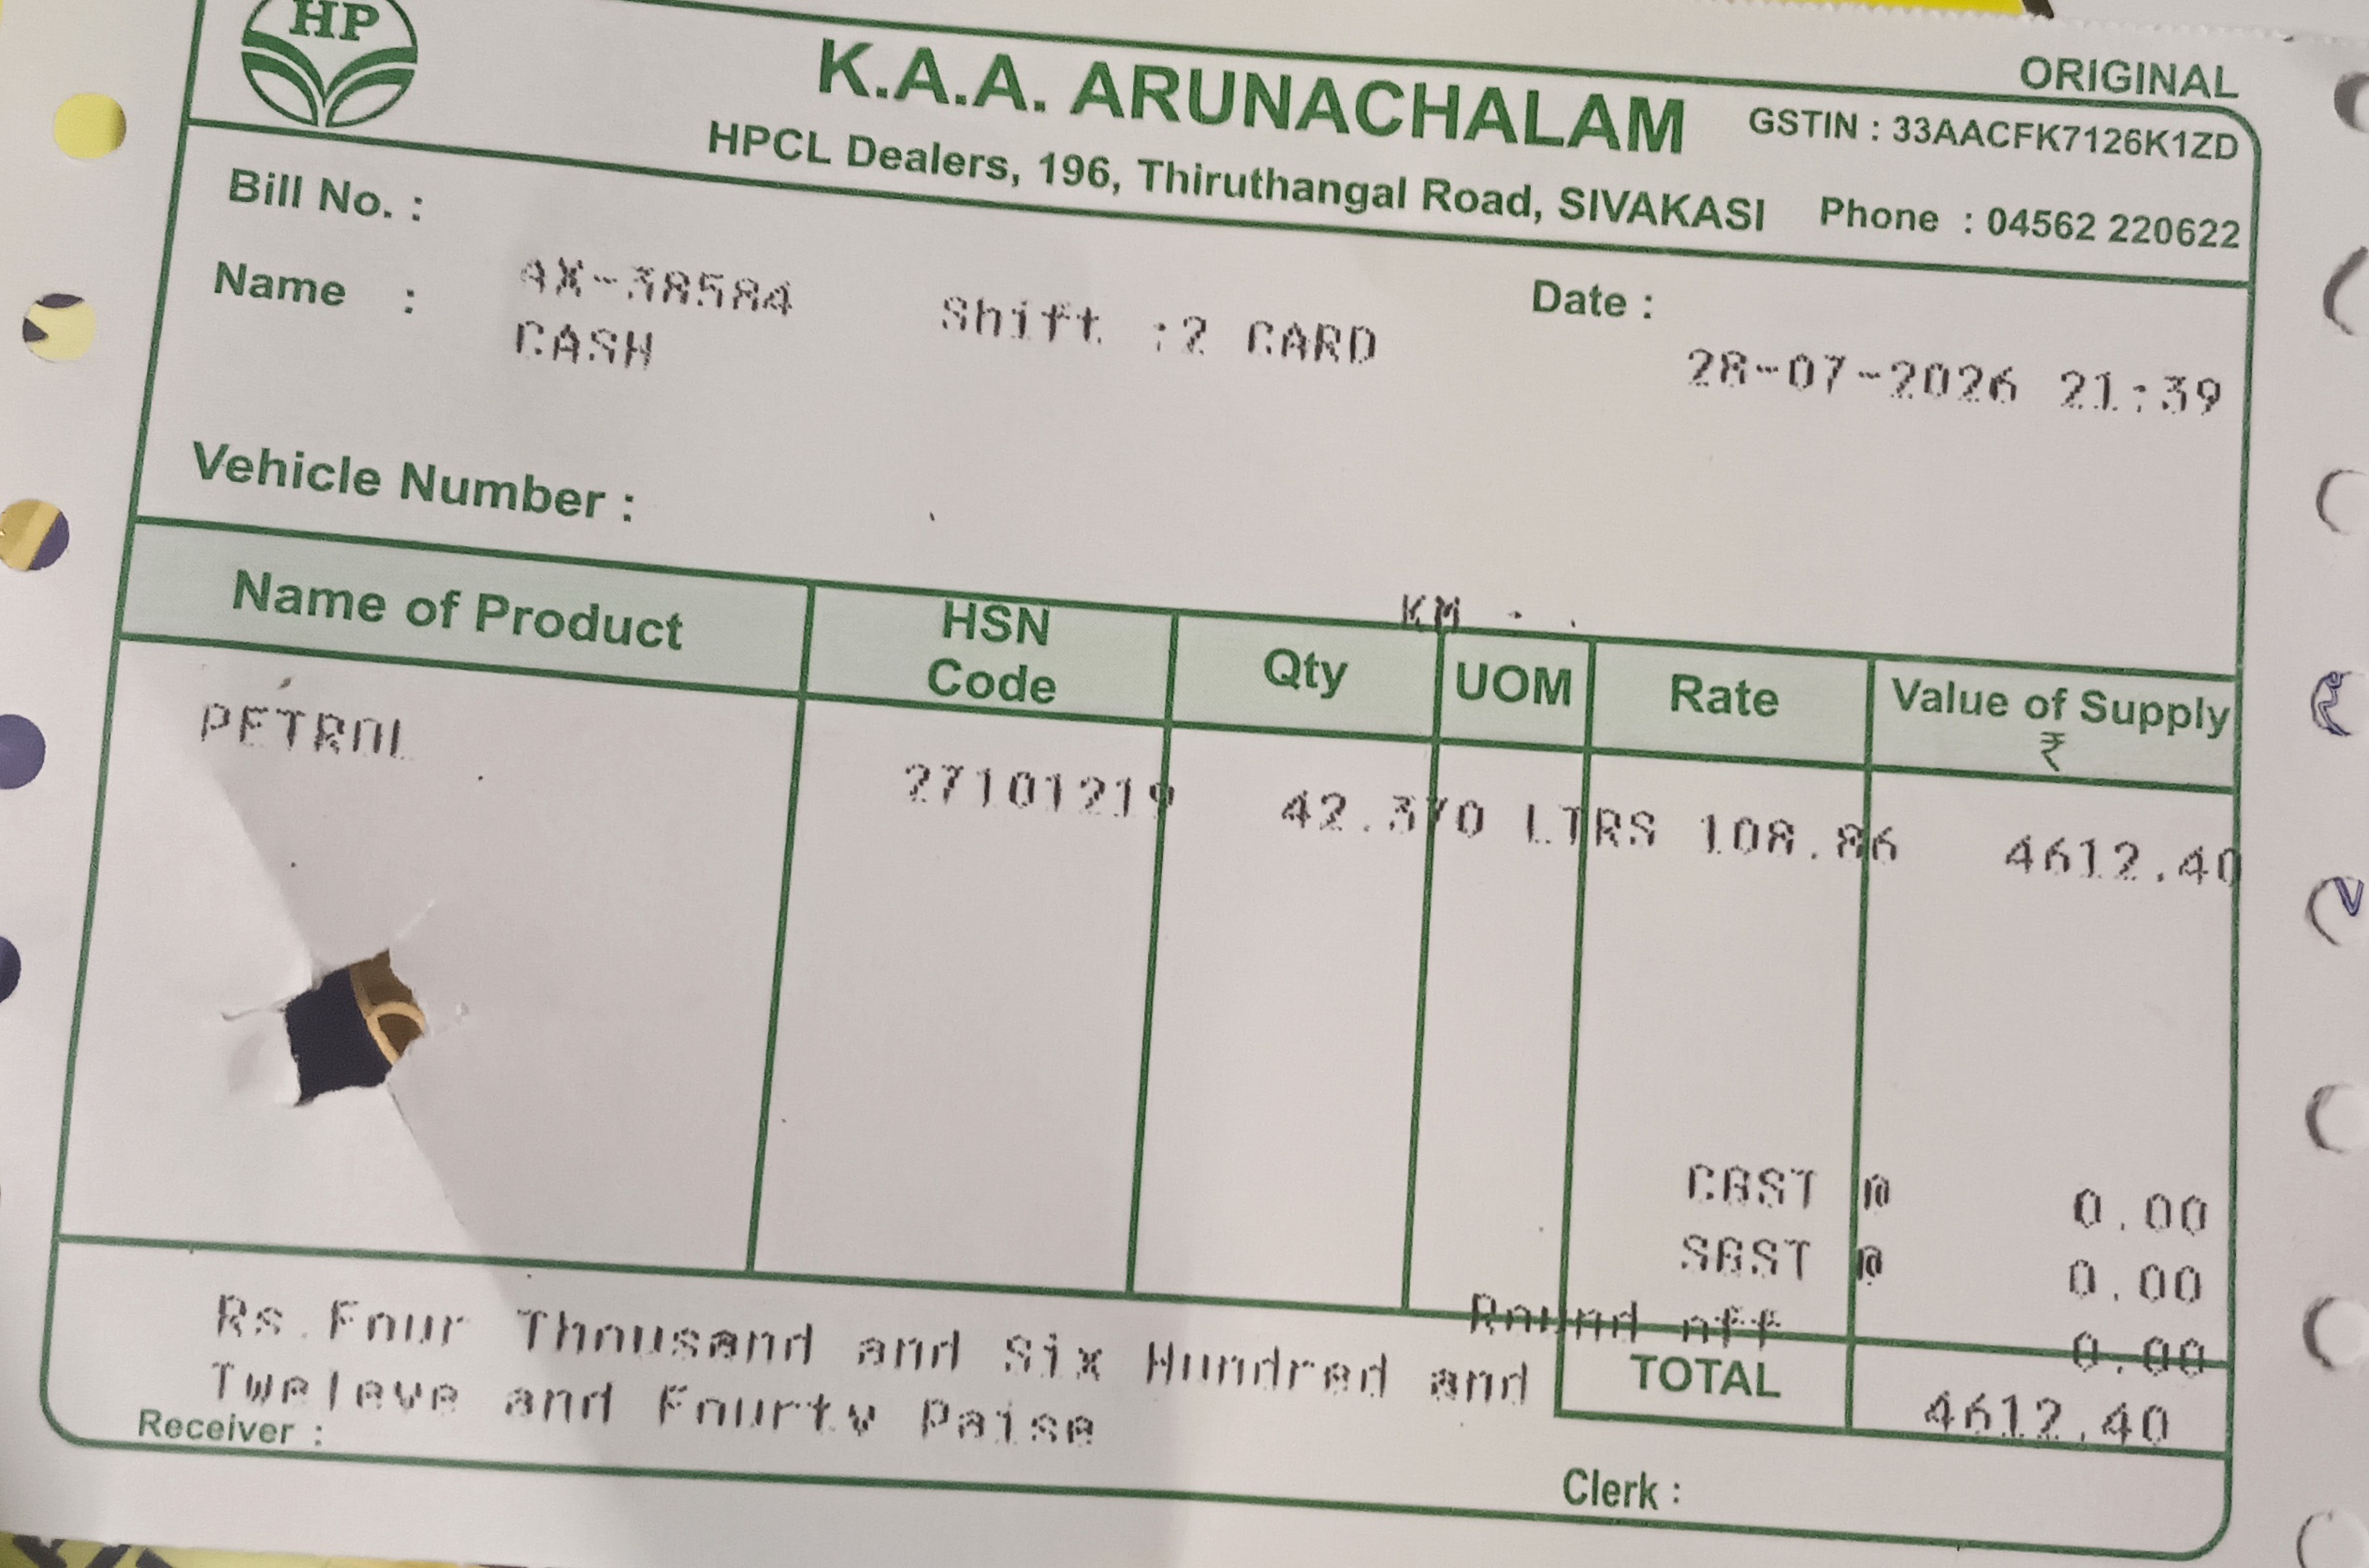 HP
ORIGINAL
K.A.A. ARUNACHALAM
GSTIN : 33AACFK7126K1ZD
HPCL Dealers, 196, Thiruthangal Road, SIVAKASI
Phone : 04562 220622
Bill No. :
AX-38584 Shift :2 CARD
Date :
28-07-2026 21:39
Name :
CASH
Vehicle Number :
KM
Name of Product HSN Code Qty UOM Rate Value of Supply ₹
PETROL 27101219 42.370 LTRS 108.86 4612.40
CGST @ 0.00
SGST @ 0.00
Round off 0.00
Rs.Four Thousand and Six Hundred and
Tweleve and Fourty Paise
TOTAL 4612.40
Receiver :
Clerk :